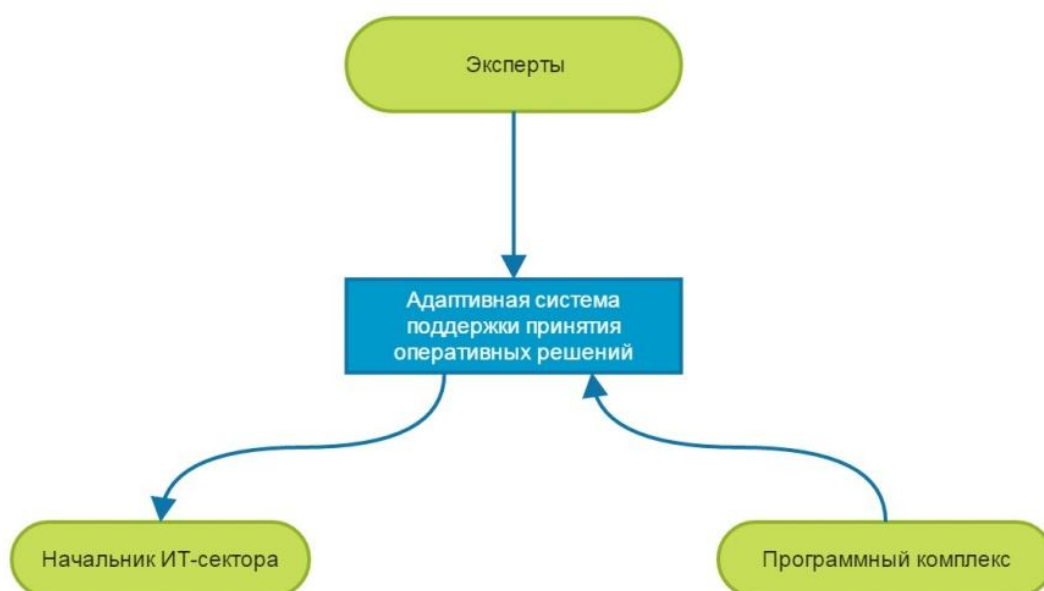 Эксперты
Адаптивная система
поддержки принятия
оперативных решений
Начальник ИТ-сектора
Программный комплекс